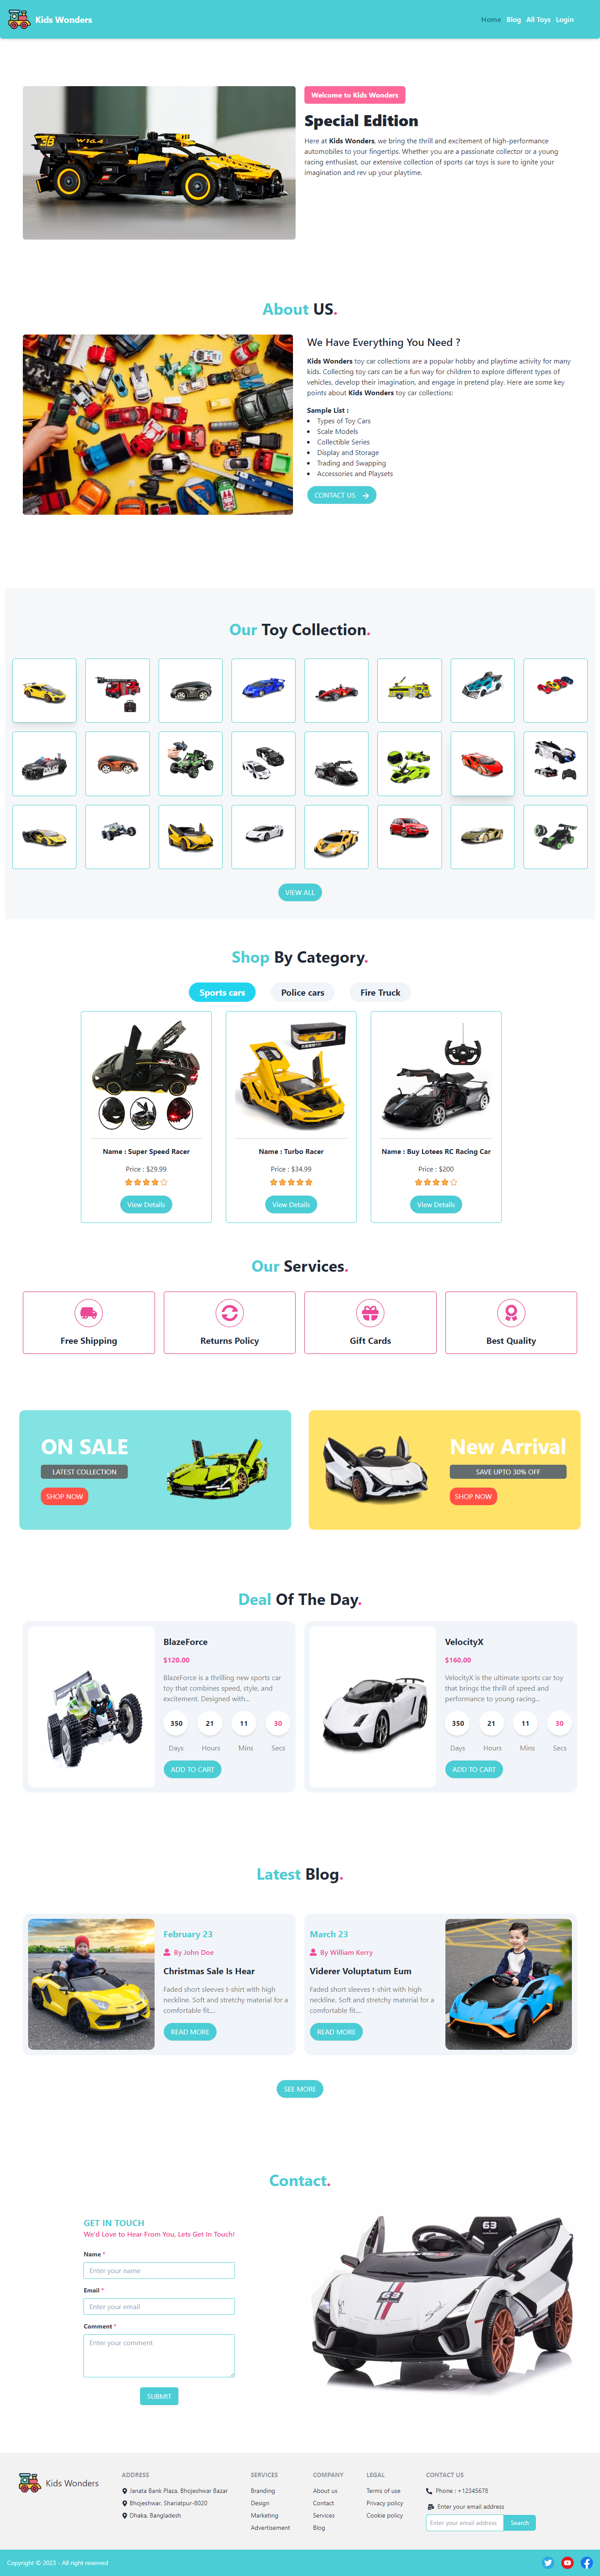 Kids Wonders
Home Blog All Toys Login
Welcome to Kids Wonders
Special Edition
Here at Kids Wonders, we bring the thrill and excitement of high-performance
automobiles to your fingertips. Whether you are a passionate collector or a young
racing enthusiast, our extensive collection of sports car toys is sure to ignite your
imagination and rev up your playtime.
38 W16.4
About US.
We Have Everything You Need ?
Kids Wonders toy car collections are a popular hobby and playtime activity for many
kids. Collecting toy cars can be a fun way for children to explore different types of
vehicles, develop their imagination, and engage in pretend play. Here are some key
points about Kids Wonders toy car collections:
Sample List :
Types of Toy Cars
Scale Models
Collectible Series
Display and Storage
Trading and Swapping
Accessories and Playsets
CONTACT US
Our Toy Collection.
VIEW ALL
Shop By Category.
Sports cars Police cars Fire Truck
Name : Super Speed Racer
Price : $29.99
View Details
Name : Turbo Racer
Price : $34.99
View Details
Name : Buy Lotees RC Racing Car
Price : $200
View Details
Our Services.
Free Shipping
Returns Policy
Gift Cards
Best Quality
ON SALE
LATEST COLLECTION
SHOP NOW
New Arrival
SAVE UPTO 30% OFF
SHOP NOW
Deal Of The Day.
BlazeForce
$120.00
BlazeForce is a thrilling new sports car
toy that combines speed, style, and
excitement. Designed with...
350 21 11 30
Days Hours Mins Secs
ADD TO CART
VelocityX
$160.00
VelocityX is the ultimate sports car toy
that brings the thrill of speed and
performance to young racing...
350 21 11 30
Days Hours Mins Secs
ADD TO CART
Latest Blog.
February 23
By John Doe
Christmas Sale Is Hear
Faded short sleeves t-shirt with high
neckline. Soft and stretchy material for a
comfortable fit....
READ MORE
March 23
By William Kerry
Viderer Voluptatum Eum
Faded short sleeves t-shirt with high
neckline. Soft and stretchy material for a
comfortable fit....
READ MORE
SEE MORE
Contact.
GET IN TOUCH
We'd Love to Hear From You, Lets Get In Touch!
Name *
Enter your name
Email *
Enter your email
Comment *
Enter your comment
SUBMIT
63
63
Kids Wonders
ADDRESS
Janata Bank Plaza, Bhojeshwar Bazar
Bhojeshwar, Shariatpur-8020
Dhaka, Bangladesh
SERVICES
Branding
Design
Marketing
Advertisement
COMPANY
About us
Contact
Services
Blog
LEGAL
Terms of use
Privacy policy
Cookie policy
CONTACT US
Phone : +12345678
Enter your email address
Enter your email address Search
Copyright © 2023 - All right reserved